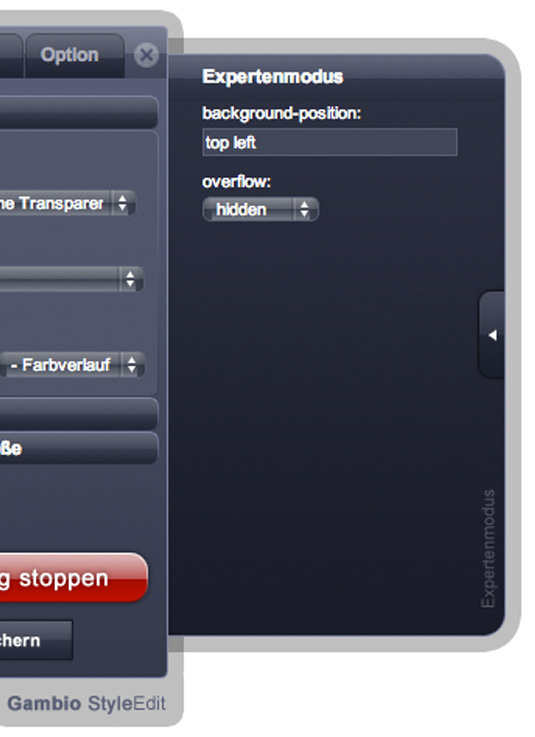 Option
ne Transparer
- Farbverlauf
ße
g stoppen
chern
Gambio StyleEdit
Expertenmodus
background-position:
top left
overflow:
hidden
Expertenmodus